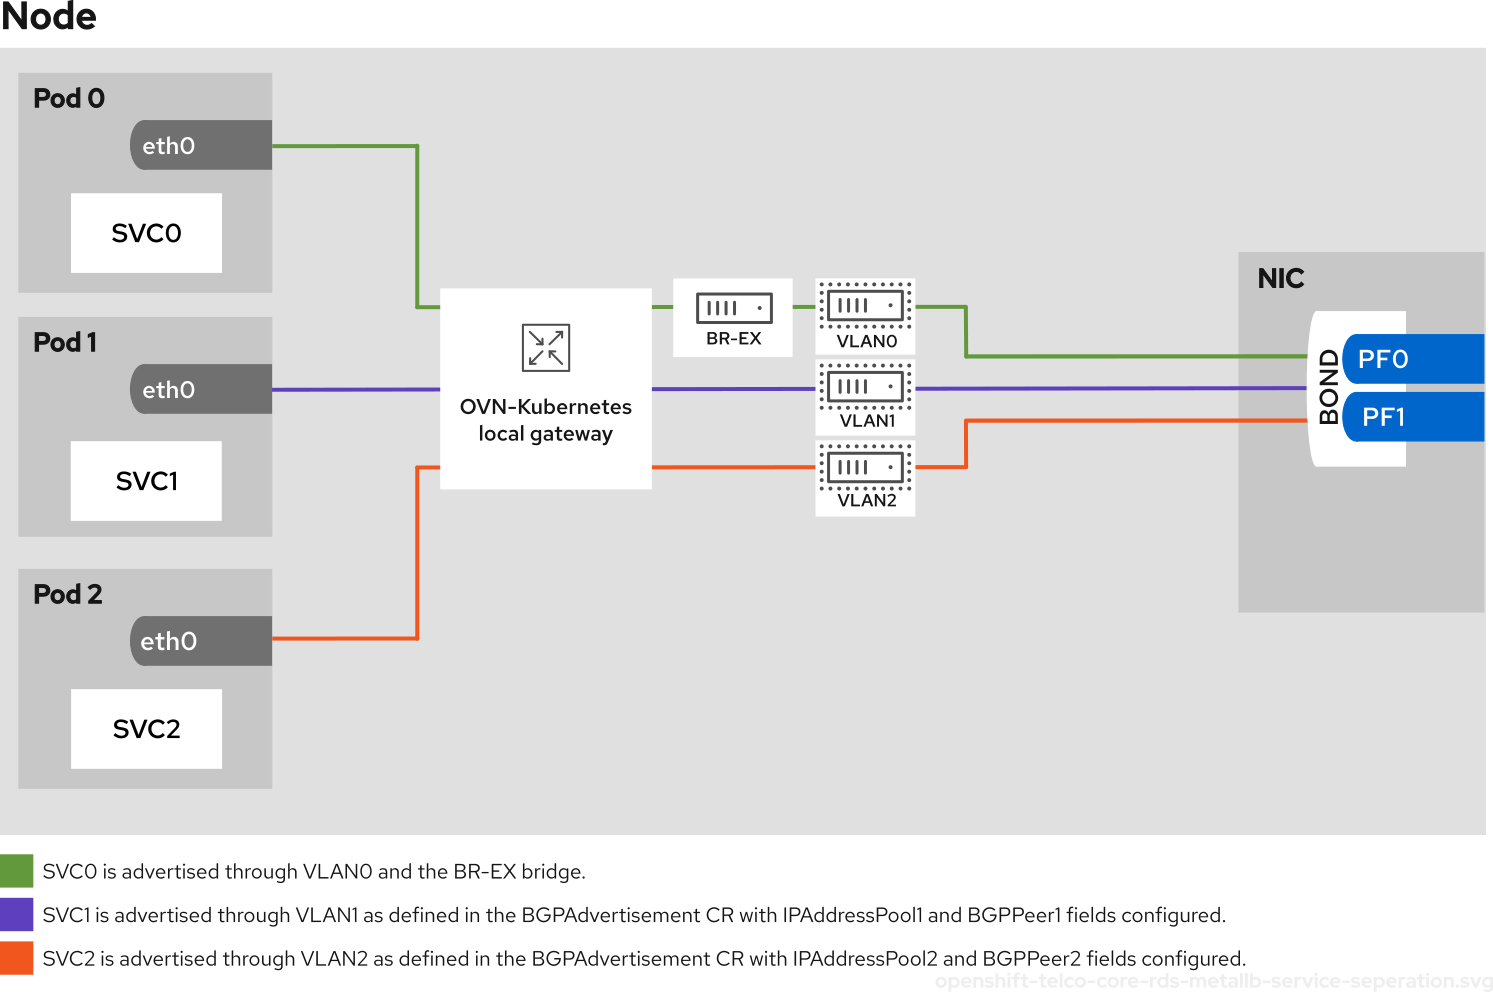 Node
Pod 0
eth0
SVC0
Pod 1
eth0
SVC1
Pod 2
eth0
SVC2
OVN-Kubernetes
local gateway
BR-EX
VLAN0
VLAN1
VLAN2
NIC
BOND
PF0
PF1
SVC0 is advertised through VLAN0 and the BR-EX bridge.
SVC1 is advertised through VLAN1 as defined in the BGPAdvertisement CR with IPAddressPool1 and BGPPeer1 fields configured.
SVC2 is advertised through VLAN2 as defined in the BGPAdvertisement CR with IPAddressPool2 and BGPPeer2 fields configured.
openshift-telco-core-rds-metallb-service-seperation.svg